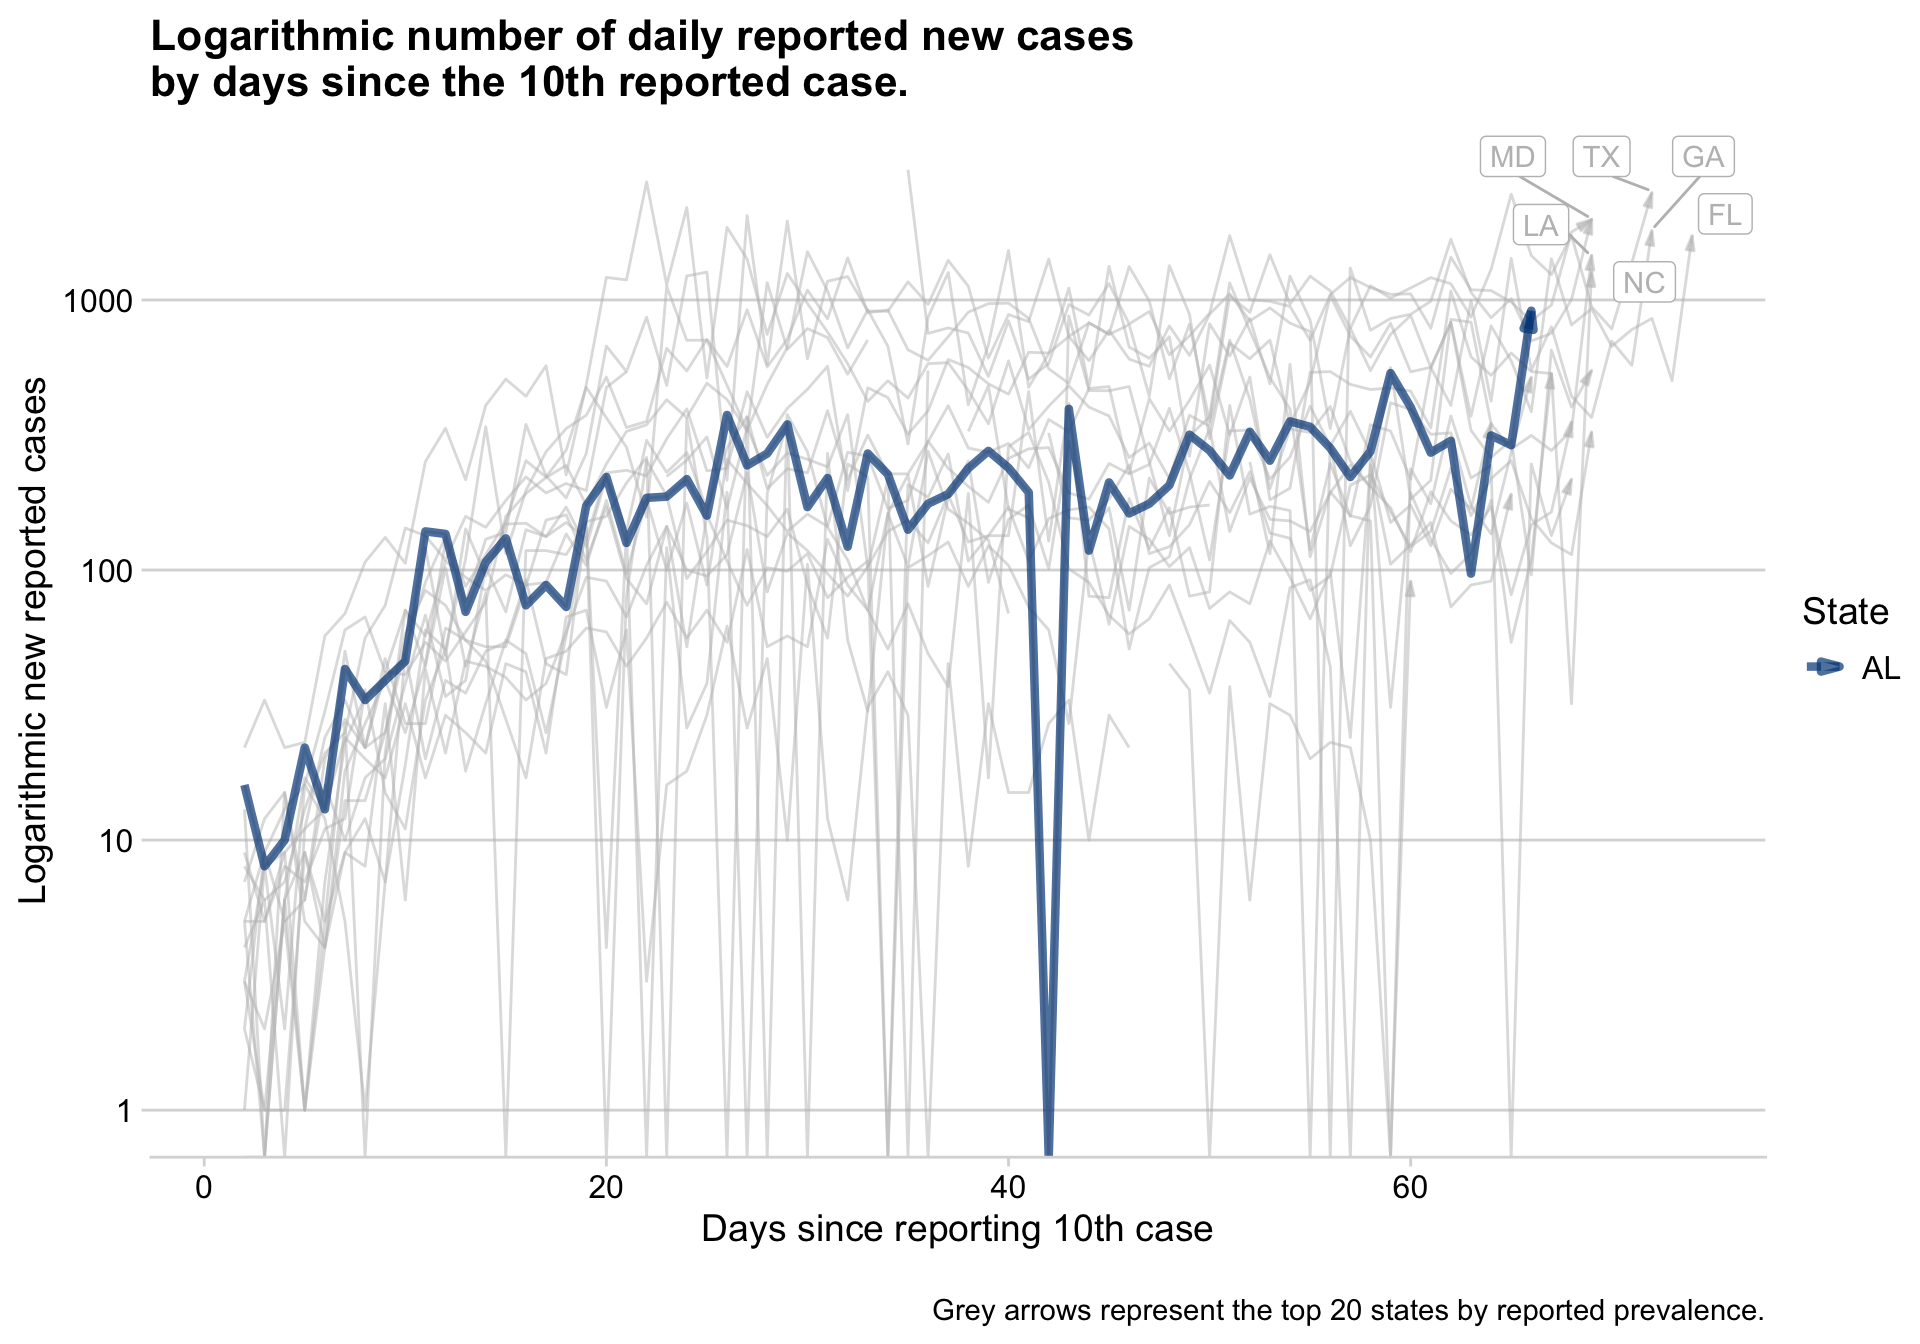 Logarithmic number of daily reported new cases
by days since the 10th reported case.
MD
TX
GA
LA
FL
NC
1000
100
10
1
Logarithmic new reported cases
0
20
40
60
Days since reporting 10th case
State
AL
Grey arrows represent the top 20 states by reported prevalence.